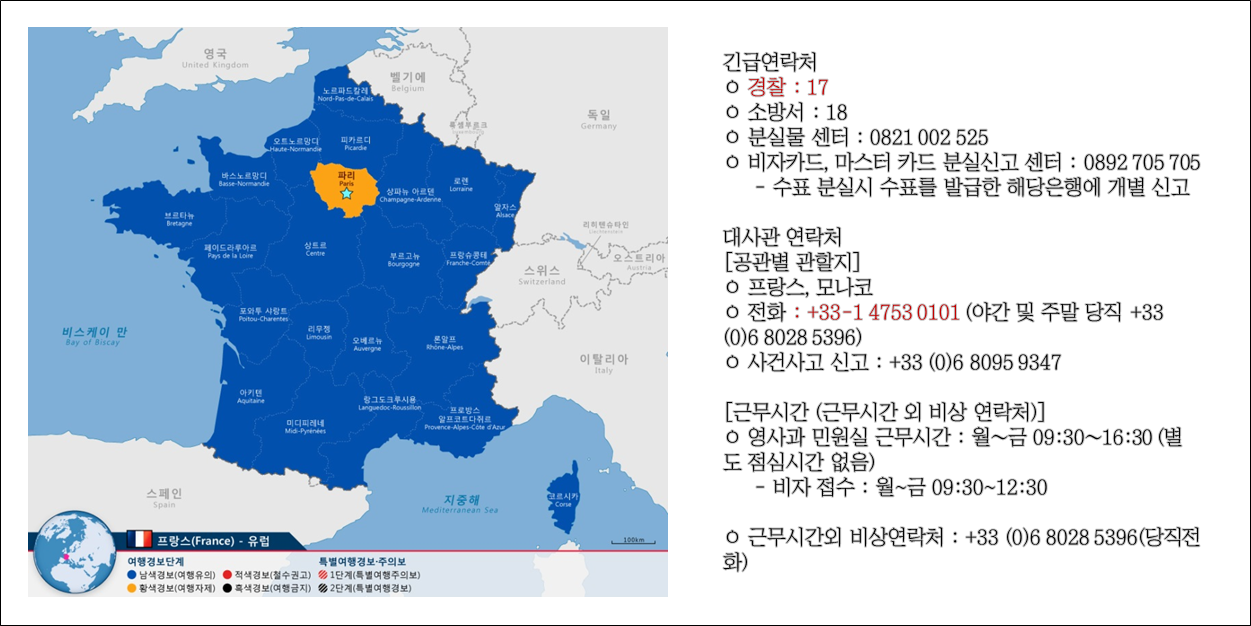 영국
United Kingdom
벨기에
Belgium
독일
Germany
룩셈부르크
노르파드칼레
Nord-Pas-de-Calais
오트노르망디
Haute-Normandie
피카르디
Picardie
바스노르망디
Basse-Normandie
파리
Paris
샹파뉴 아르덴
Champagne-Ardenne
로렌
Lorraine
알자스
Alsace
브르타뉴
Bretagne
페이드라루아르
Pays de la Loire
상트르
Centre
부르고뉴
Bourgogne
프랑슈콩테
Franche-Comté
리히텐슈타인
Liechtenstein
오스트리아
Austria
스위스
Switzerland
비스케이 만
Bay of Biscay
푸와투 샤랑트
Poitou-Charentes
리무쟁
Limousin
오베르뉴
Auvergne
론알프
Rhône-Alpes
이탈리아
Italy
아키텐
Aquitaine
미디피레네
Midi-Pyrénées
랑그도크루시용
Languedoc-Roussillon
프로방스
알프코트다쥐르
Provence-Alpes-Côte d'Azur
스페인
Spain
지중해
Mediterranean Sea
코르시카
Corse
100km
프랑스(France) - 유럽
여행경보단계
남색경보(여행유의) 적색경보(철수권고)
황색경보(여행자제) 흑색경보(여행금지)
특별여행경보·주의보
1단계(특별여행주의보)
2단계(특별여행경보)
긴급연락처
ㅇ 경찰 : 17
ㅇ 소방서 : 18
ㅇ 분실물 센터 : 0821 002 525
ㅇ 비자카드, 마스터 카드 분실신고 센터 : 0892 705 705
- 수표 분실시 수표를 발급한 해당은행에 개별 신고
대사관 연락처
[공관별 관할지]
ㅇ 프랑스, 모나코
ㅇ 전화 : +33-1 4753 0101 (야간 및 주말 당직 +33
(0)6 8028 5396)
ㅇ 사건사고 신고 : +33 (0)6 8095 9347
[근무시간 (근무시간 외 비상 연락처)]
ㅇ 영사과 민원실 근무시간 : 월~금 09:30~16:30 (별
도 점심시간 없음)
- 비자 접수 : 월~금 09:30~12:30
ㅇ 근무시간외 비상연락처 : +33 (0)6 8028 5396(당직전
화)